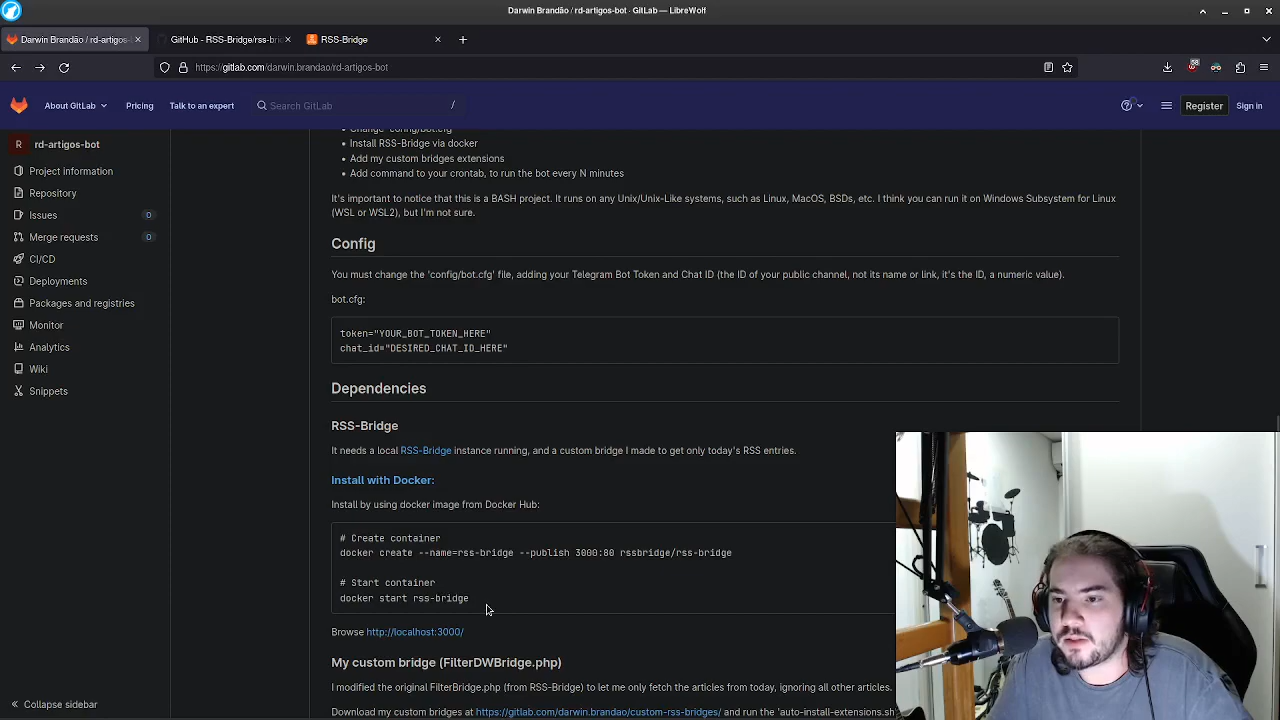 Darwin Brandão / rd-artigos-bot · GitLab — LibreWolf
Darwin Brandão / rd-artigos-
GitHub - RSS-Bridge/rss-bri
RSS-Bridge
https://gitlab.com/darwin.brandao/rd-artigos-bot
58
About GitLab
Pricing
Talk to an expert
Search GitLab
/
Register
Sign in
R
rd-artigos-bot
Project information
Repository
Issues
0
Merge requests
0
CI/CD
Deployments
Packages and registries
Monitor
Analytics
Wiki
Snippets
Collapse sidebar
• Change 'config/bot.cfg'
• Install RSS-Bridge via docker
• Add my custom bridges extensions
• Add command to your crontab, to run the bot every N minutes
It's important to notice that this is a BASH project. It runs on any Unix/Unix-Like systems, such as Linux, MacOS, BSDs, etc. I think you can run it on Windows Subsystem for Linux
(WSL or WSL2), but I'm not sure.
Config
You must change the 'config/bot.cfg' file, adding your Telegram Bot Token and Chat ID (the ID of your public channel, not its name or link, it's the ID, a numeric value).
bot.cfg:
token="YOUR_BOT_TOKEN_HERE"
chat_id="DESIRED_CHAT_ID_HERE"
Dependencies
RSS-Bridge
It needs a local RSS-Bridge instance running, and a custom bridge I made to get only today's RSS entries.
Install with Docker:
Install by using docker image from Docker Hub:
# Create container
docker create --name=rss-bridge --publish 3000:80 rssbridge/rss-bridge
# Start container
docker start rss-bridge
Browse http://localhost:3000/
My custom bridge (FilterDWBridge.php)
I modified the original FilterBridge.php (from RSS-Bridge) to let me only fetch the articles from today, ignoring all other articles.
Download my custom bridges at https://gitlab.com/darwin.brandao/custom-rss-bridges/ and run the 'auto-install-extensions.sh